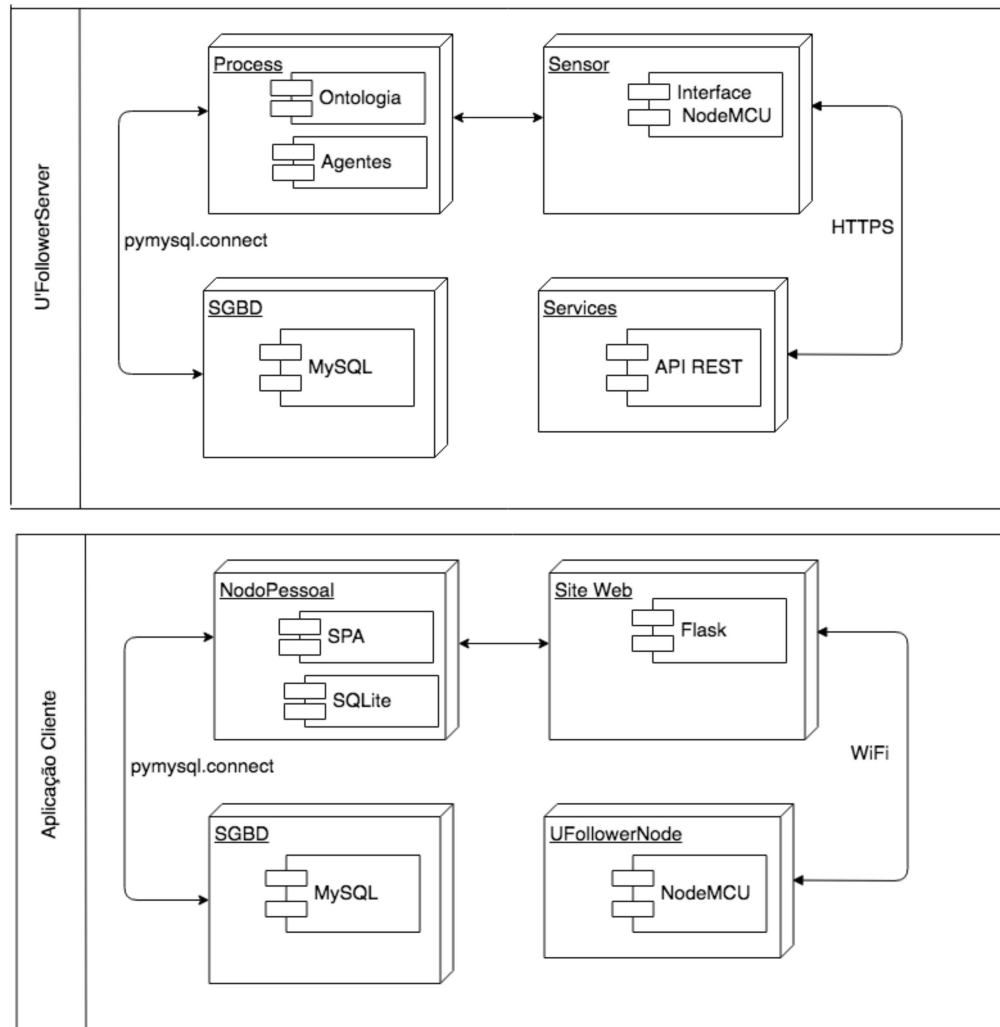 U'FollowerServer
Process
Ontologia
Agentes
Sensor
Interface
NodeMCU
pymysql.connect
HTTPS
SGBD
MySQL
Services
API REST
Aplicação Cliente
NodoPessoal
SPA
SQLite
Site Web
Flask
pymysql.connect
WiFi
SGBD
MySQL
UFollowerNode
NodeMCU